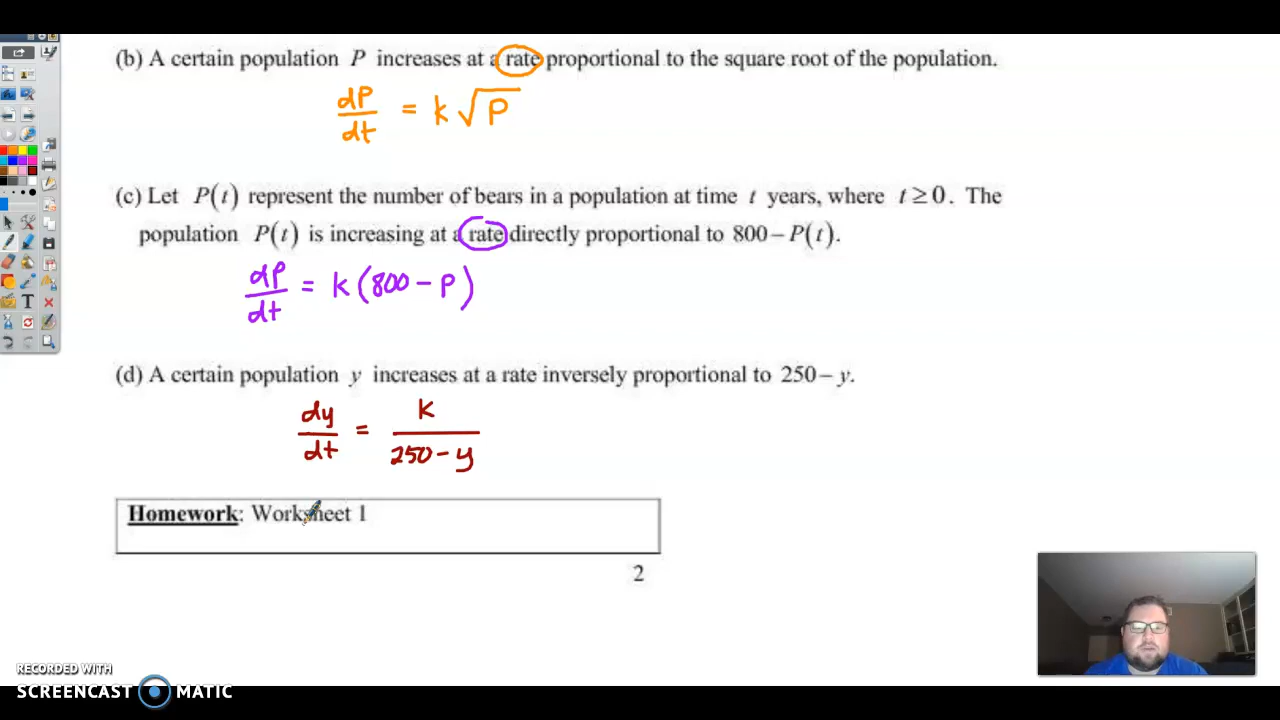 (b) A certain population P increases at a rate proportional to the square root of the population.
dP/dt = k√P
(c) Let P(t) represent the number of bears in a population at time t years, where t ≥ 0. The
population P(t) is increasing at a rate directly proportional to 800 – P(t).
dP/dt = k(800 – P)
(d) A certain population y increases at a rate inversely proportional to 250 – y.
dy/dt = k/(250 – y)
Homework: Worksheet 1
2
RECORDED WITH
SCREENCAST MATIC